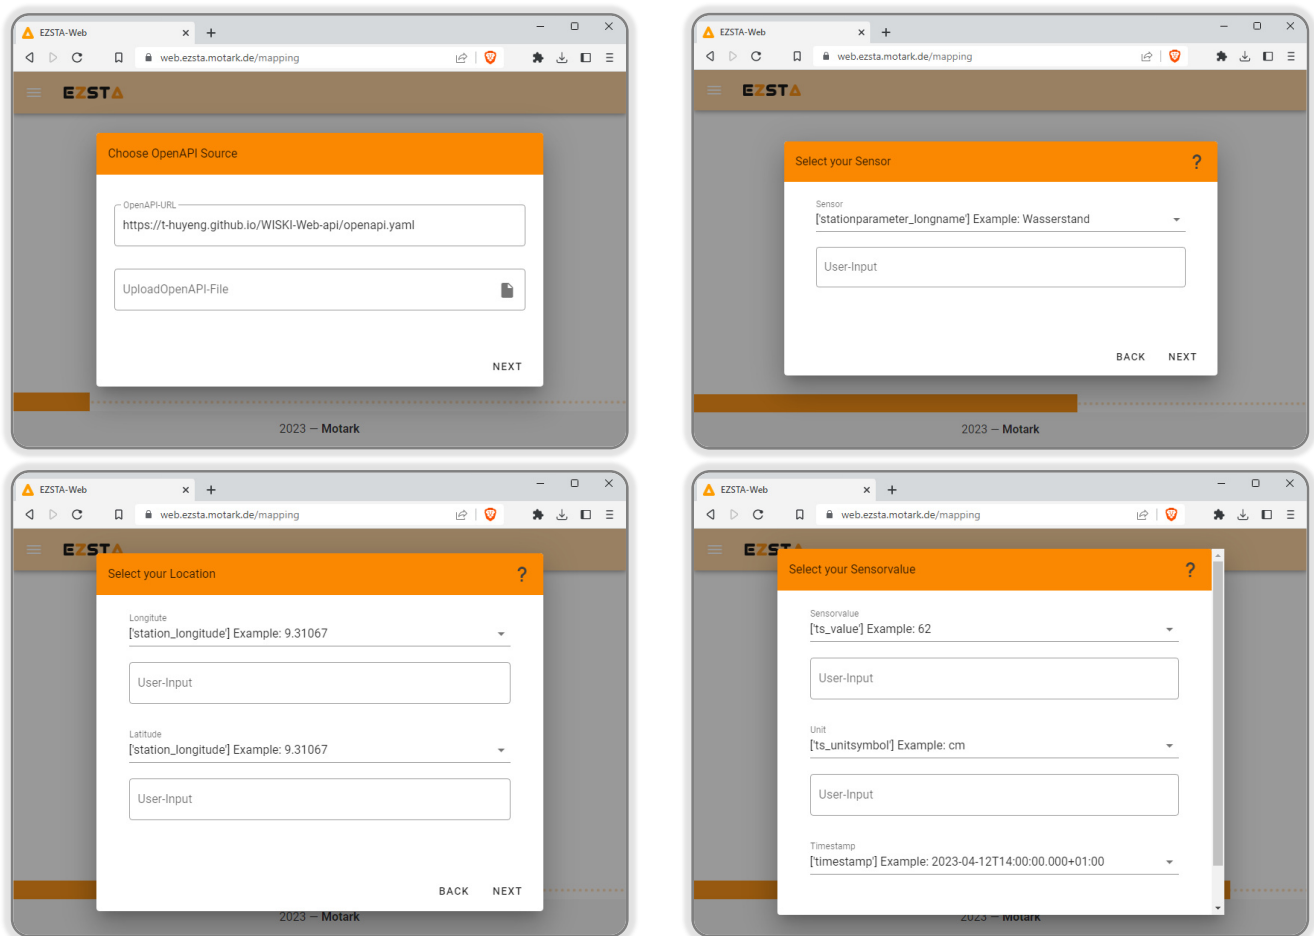 EZSTA-Web
web.ezsta.motark.de/mapping
EZSTA
Choose OpenAPI Source
OpenAPI-URL
https://t-huyeng.github.io/WISKI-Web-api/openapi.yaml
UploadOpenAPI-File
NEXT
2023 — Motark
EZSTA-Web
web.ezsta.motark.de/mapping
EZSTA
Select your Sensor ?
Sensor
['stationparameter_longname'] Example: Wasserstand
User-Input
BACK NEXT
2023 — Motark
EZSTA-Web
web.ezsta.motark.de/mapping
EZSTA
Select your Location ?
Longitute
['station_longitude'] Example: 9.31067
User-Input
Latitude
['station_longitude'] Example: 9.31067
User-Input
BACK NEXT
2023 — Motark
EZSTA-Web
web.ezsta.motark.de/mapping
EZSTA
Select your Sensorvalue ?
Sensorvalue
['ts_value'] Example: 62
User-Input
Unit
['ts_unitsymbol'] Example: cm
User-Input
Timestamp
['timestamp'] Example: 2023-04-12T14:00:00.000+01:00
2023 — Motark